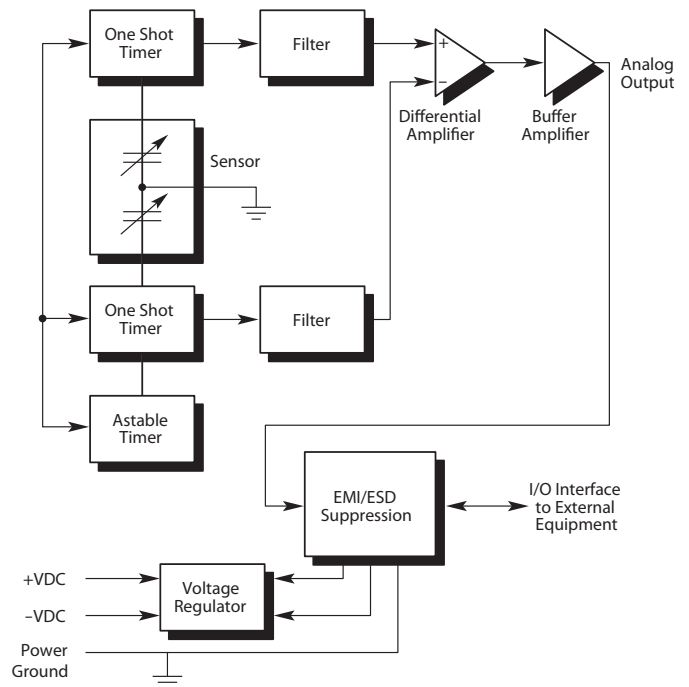 One Shot
Timer
Filter
+
−
Differential
Amplifier
Buffer
Amplifier
Analog
Output
Sensor
One Shot
Timer
Filter
Astable
Timer
EMI/ESD
Suppression
I/O Interface
to External
Equipment
+VDC
–VDC
Voltage
Regulator
Power
Ground